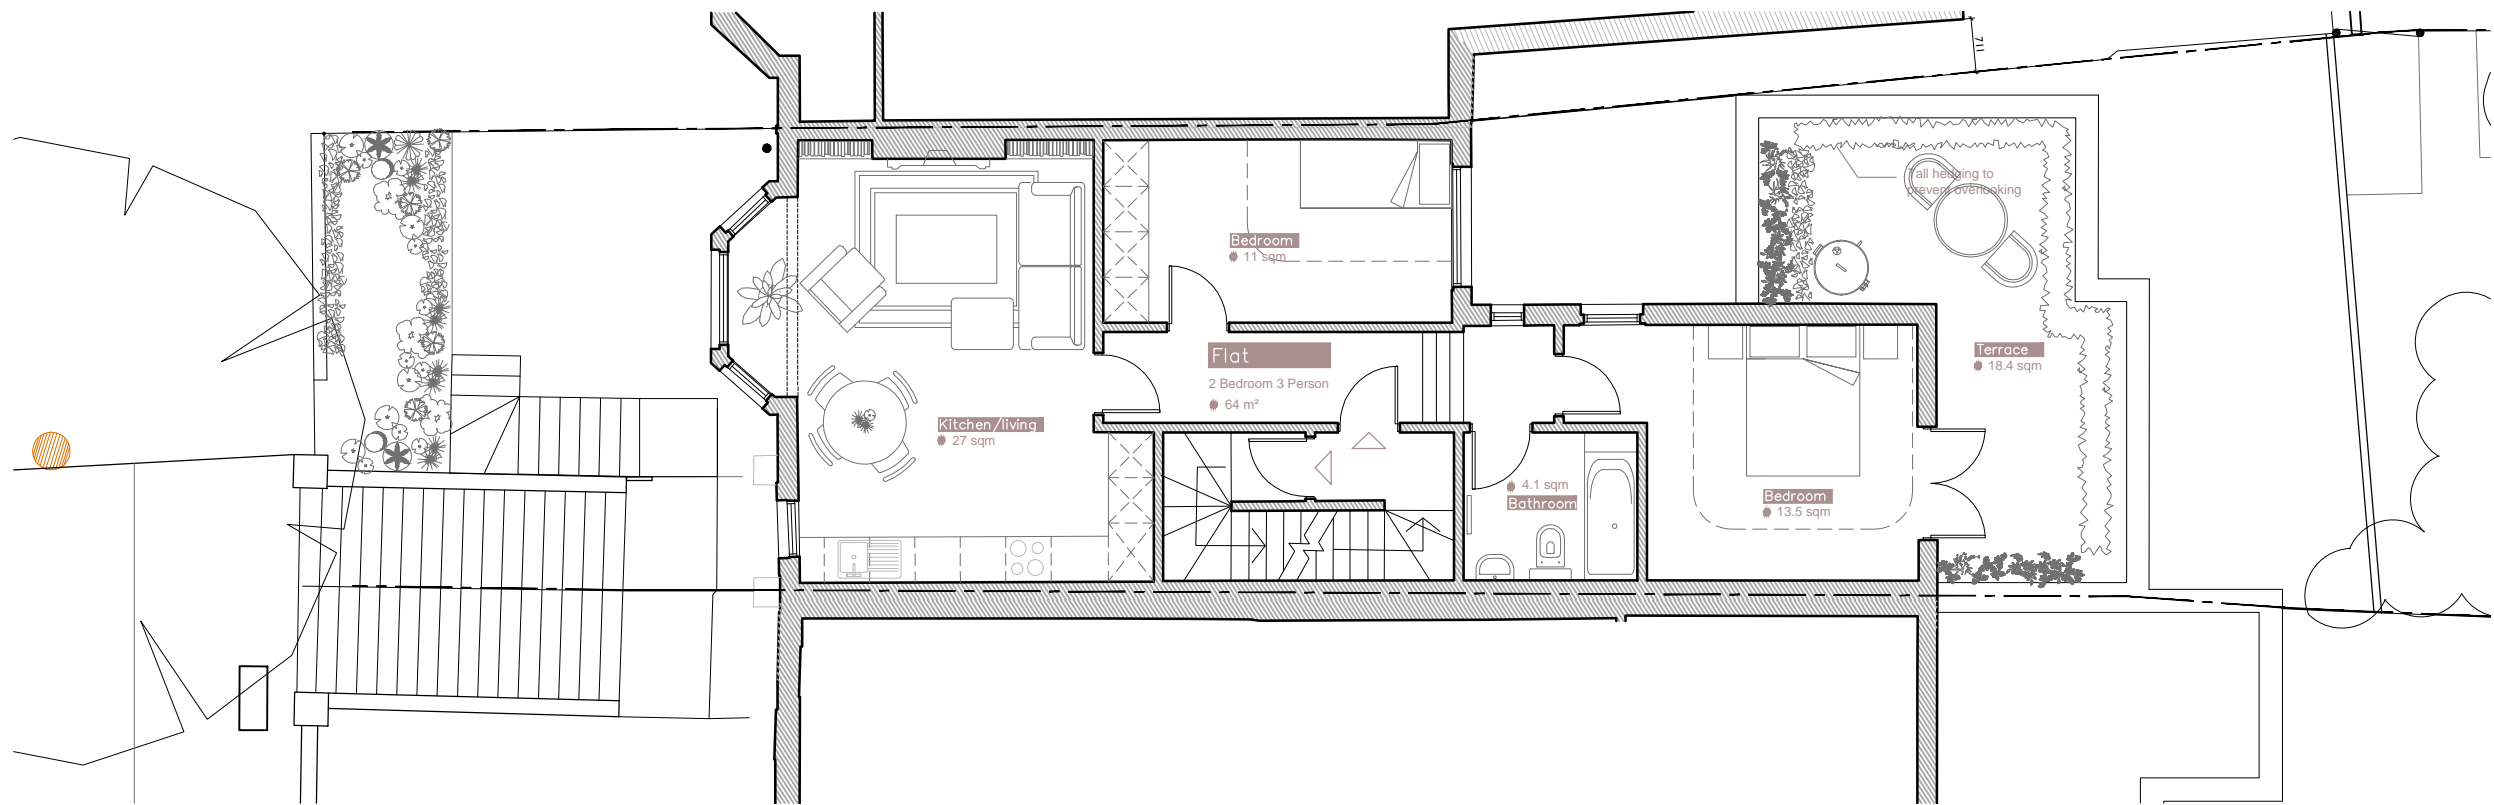 Tall hedging to
prevent overlooking
Bedroom
11 sqm
Flat
2 Bedroom 3 Person
64 m²
Terrace
18.4 sqm
Kitchen/living
27 sqm
4.1 sqm
Bathroom
Bedroom
13.5 sqm